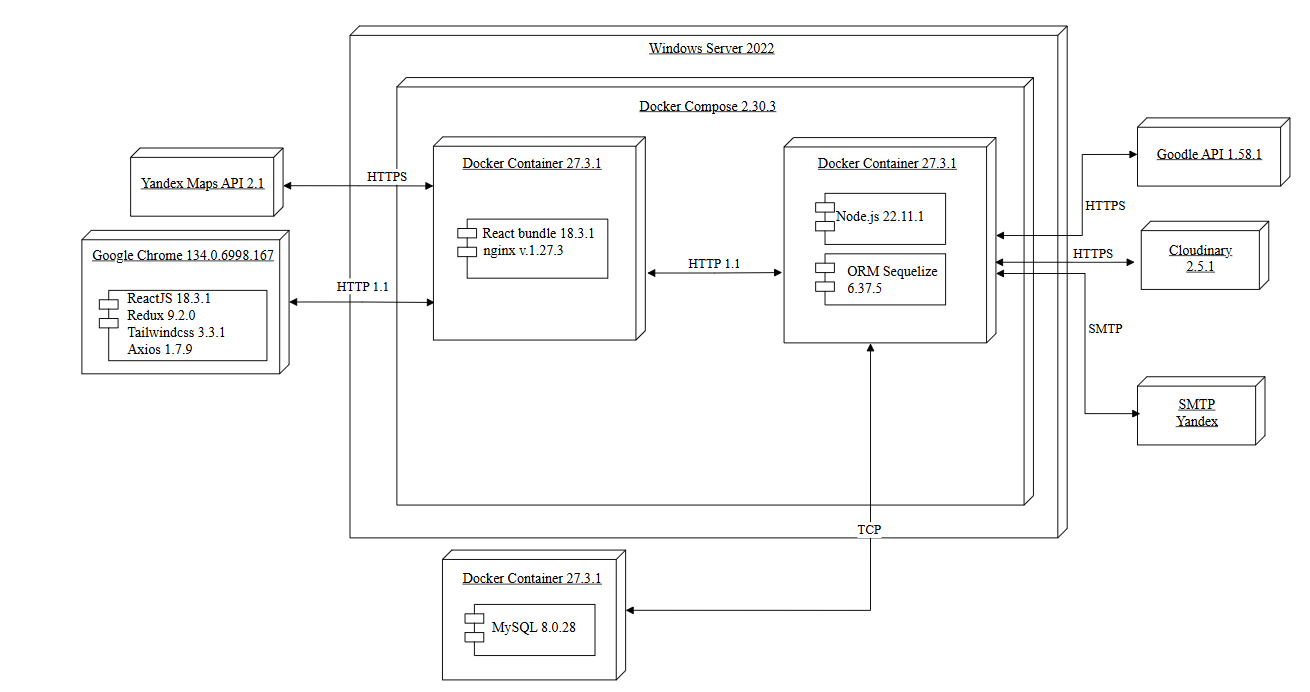 Windows Server 2022
Docker Compose 2.30.3
Yandex Maps API 2.1
HTTPS
Google Chrome 134.0.6998.167
ReactJS 18.3.1
Redux 9.2.0
Tailwindcss 3.3.1
Axios 1.7.9
HTTP 1.1
Docker Container 27.3.1
React bundle 18.3.1
nginx v.1.27.3
HTTP 1.1
Docker Container 27.3.1
Node.js 22.11.1
ORM Sequelize
6.37.5
Goodle API 1.58.1
HTTPS
HTTPS
Cloudinary
2.5.1
SMTP
SMTP
Yandex
TCP
Docker Container 27.3.1
MySQL 8.0.28